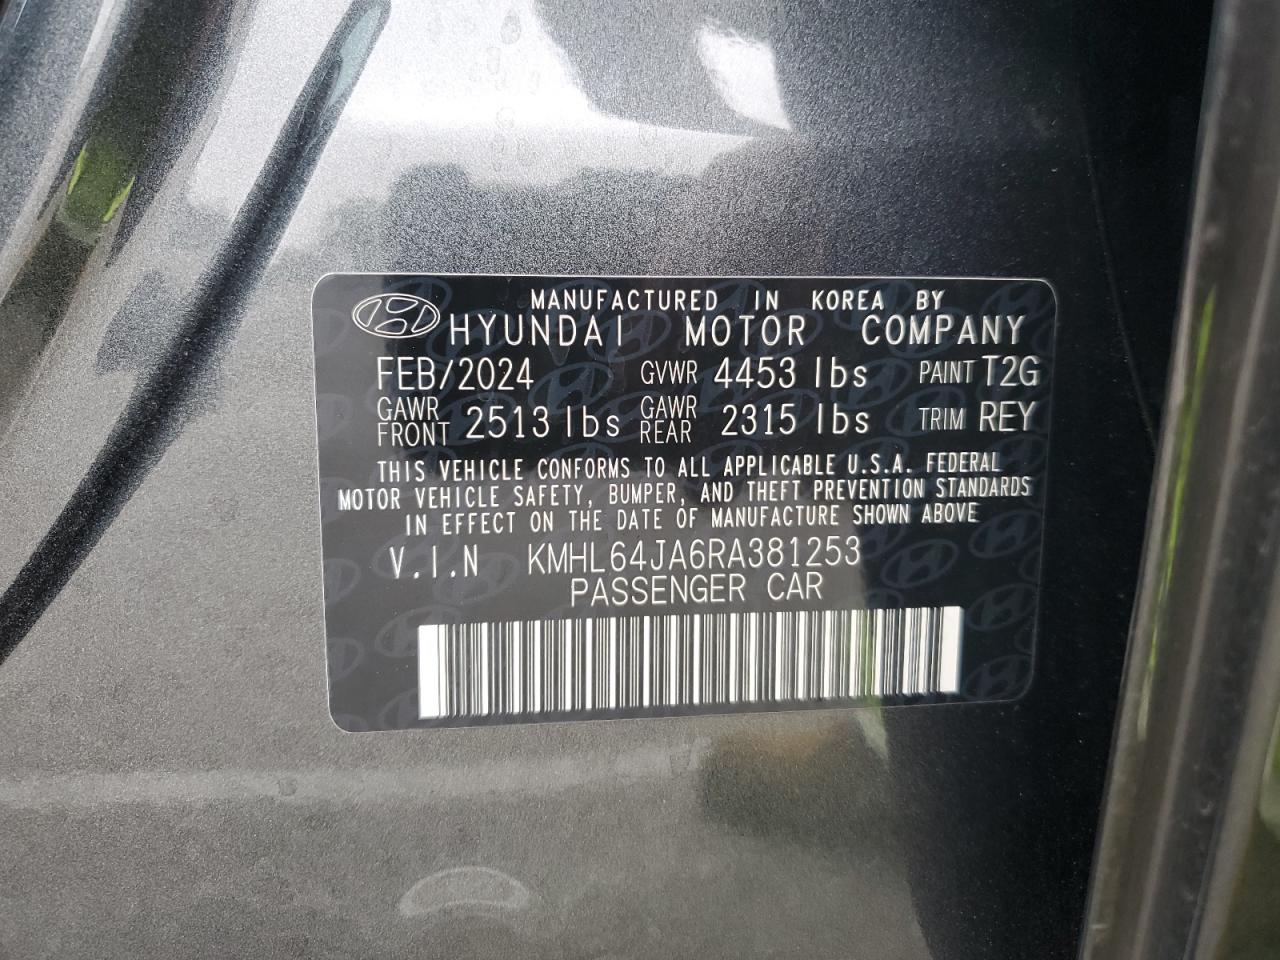 MANUFACTURED IN KOREA BY
HYUNDAI MOTOR COMPANY
FEB/2024 GVWR 4453 lbs PAINT T2G
GAWR FRONT 2513 lbs GAWR REAR 2315 lbs TRIM REY
THIS VEHICLE CONFORMS TO ALL APPLICABLE U.S.A. FEDERAL
MOTOR VEHICLE SAFETY, BUMPER, AND THEFT PREVENTION STANDARDS
IN EFFECT ON THE DATE OF MANUFACTURE SHOWN ABOVE
V.I.N KMHL64JA6RA381253
PASSENGER CAR